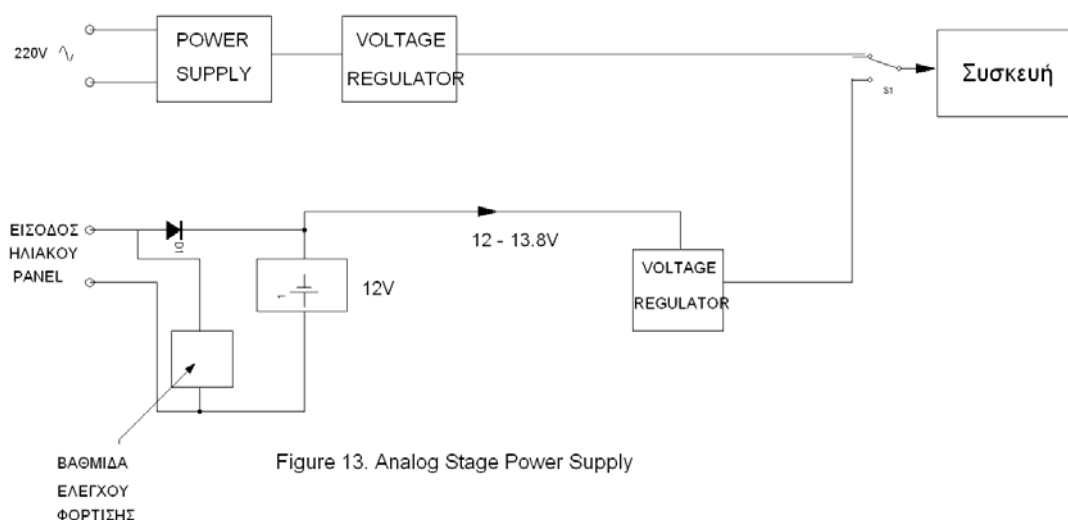 220V
POWER
SUPPLY
VOLTAGE
REGULATOR
S1
Συσκευή
ΕΙΣΟΔΟΣ
ΗΛΙΑΚΟΥ
PANEL
D1
1
12V
12 - 13.8V
VOLTAGE
REGULATOR
ΒΑΘΜΙΔΑ
ΕΛΕΓΧΟΥ
ΦΟΡΤΙΣΗΣ
Figure 13. Analog Stage Power Supply